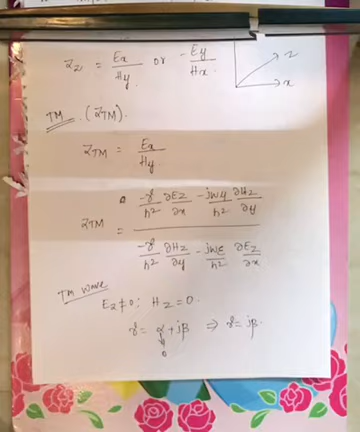 Z_z = Ex/Hy or -Ey/Hx.
z
x
TM. (ZTM).
ZTM = Ex/Hy.
ZTM = (-γ/h² ∂Ez/∂x - jωμ/h² ∂Hz/∂y) / (-γ/h² ∂Hz/∂y - jωε/h² ∂Ez/∂x)
TM wave
Ez≠0: Hz=0.
γ = α + jβ ⇒ γ = jβ.
0